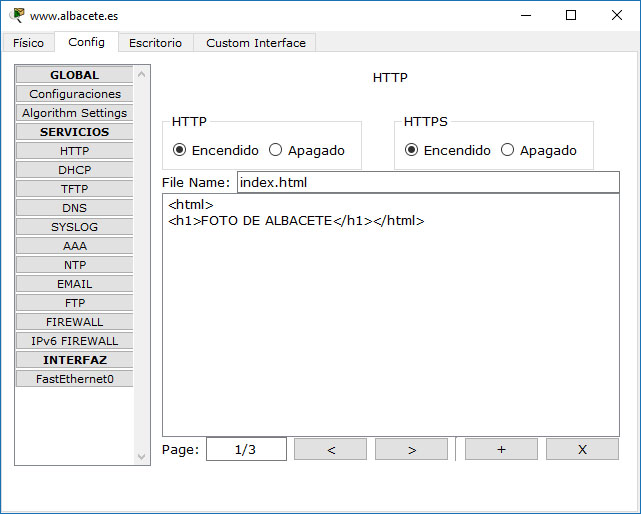 www.albacete.es
Físico Config Escritorio Custom Interface
GLOBAL
Configuraciones
Algorithm Settings
SERVICIOS
HTTP
DHCP
TFTP
DNS
SYSLOG
AAA
NTP
EMAIL
FTP
FIREWALL
IPv6 FIREWALL
INTERFAZ
FastEthernet0
HTTP
HTTP
Encendido Apagado
HTTPS
Encendido Apagado
File Name: index.html
<html>
<h1>FOTO DE ALBACETE</h1></html>
Page: 1/3 < > + X